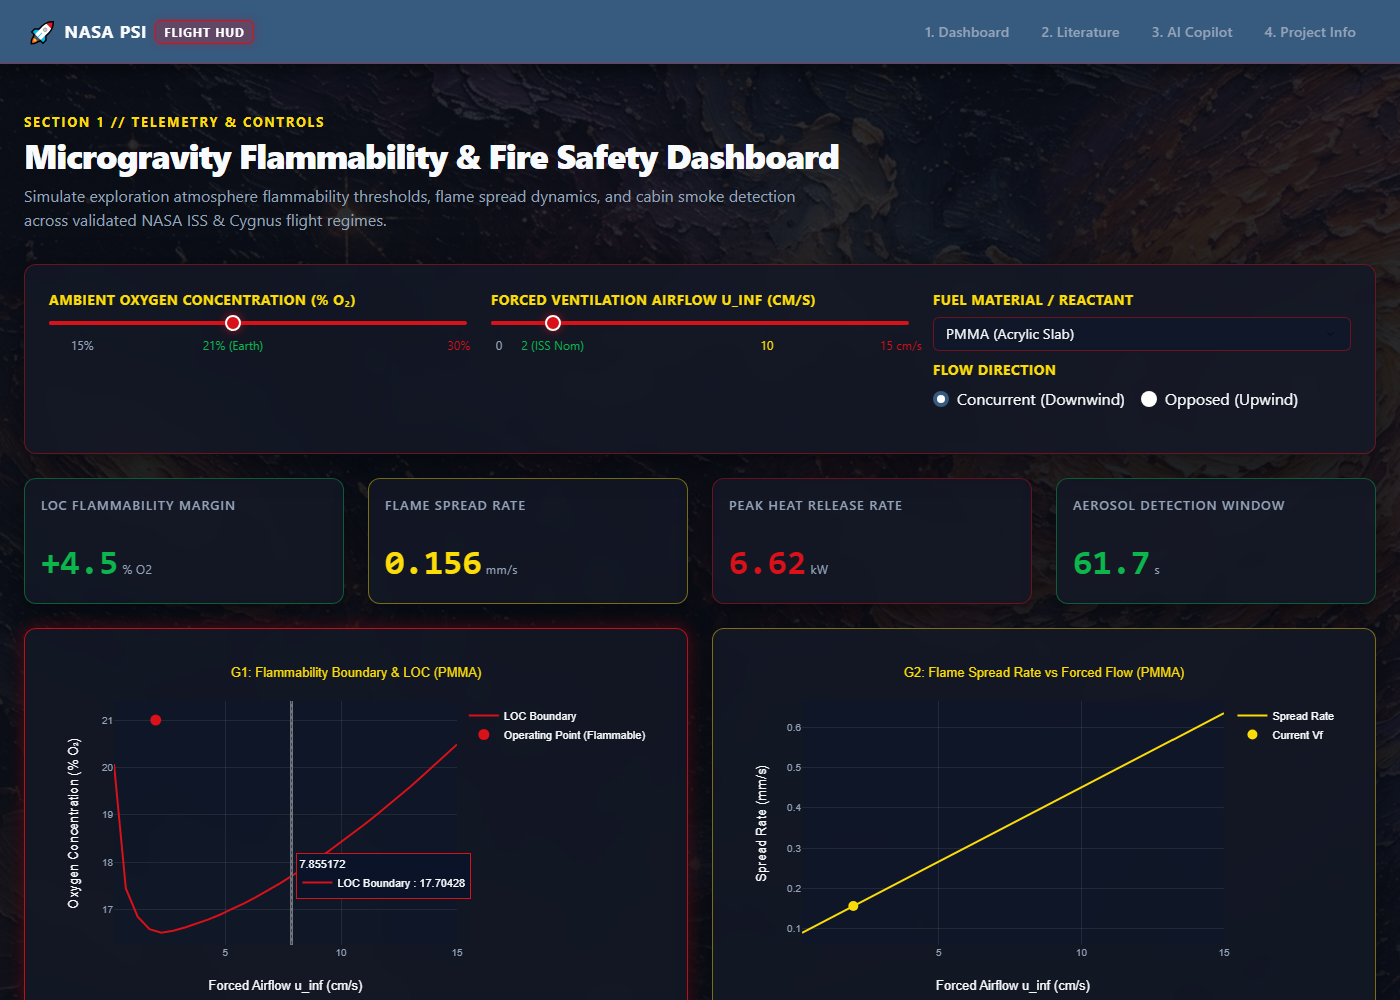 NASA PSI FLIGHT HUD
1. Dashboard 2. Literature 3. AI Copilot 4. Project Info
SECTION 1 // TELEMETRY & CONTROLS
Microgravity Flammability & Fire Safety Dashboard
Simulate exploration atmosphere flammability thresholds, flame spread dynamics, and cabin smoke detection
across validated NASA ISS & Cygnus flight regimes.
AMBIENT OXYGEN CONCENTRATION (% O₂)
15% 21% (Earth) 30%
FORCED VENTILATION AIRFLOW U_INF (CM/S)
0 2 (ISS Nom) 10 15 cm/s
FUEL MATERIAL / REACTANT
PMMA (Acrylic Slab)
FLOW DIRECTION
Concurrent (Downwind) Opposed (Upwind)
LOC FLAMMABILITY MARGIN
+4.5 % O2
FLAME SPREAD RATE
0.156 mm/s
PEAK HEAT RELEASE RATE
6.62 kW
AEROSOL DETECTION WINDOW
61.7 s
G1: Flammability Boundary & LOC (PMMA)
LOC Boundary
Operating Point (Flammable)
Oxygen Concentration (% O₂)
21
20
19
18
17
7.855172
LOC Boundary : 17.70428
5 10 15
Forced Airflow u_inf (cm/s)
G2: Flame Spread Rate vs Forced Flow (PMMA)
Spread Rate
Current Vf
Spread Rate (mm/s)
0.6
0.5
0.4
0.3
0.2
0.1
5 10 15
Forced Airflow u_inf (cm/s)